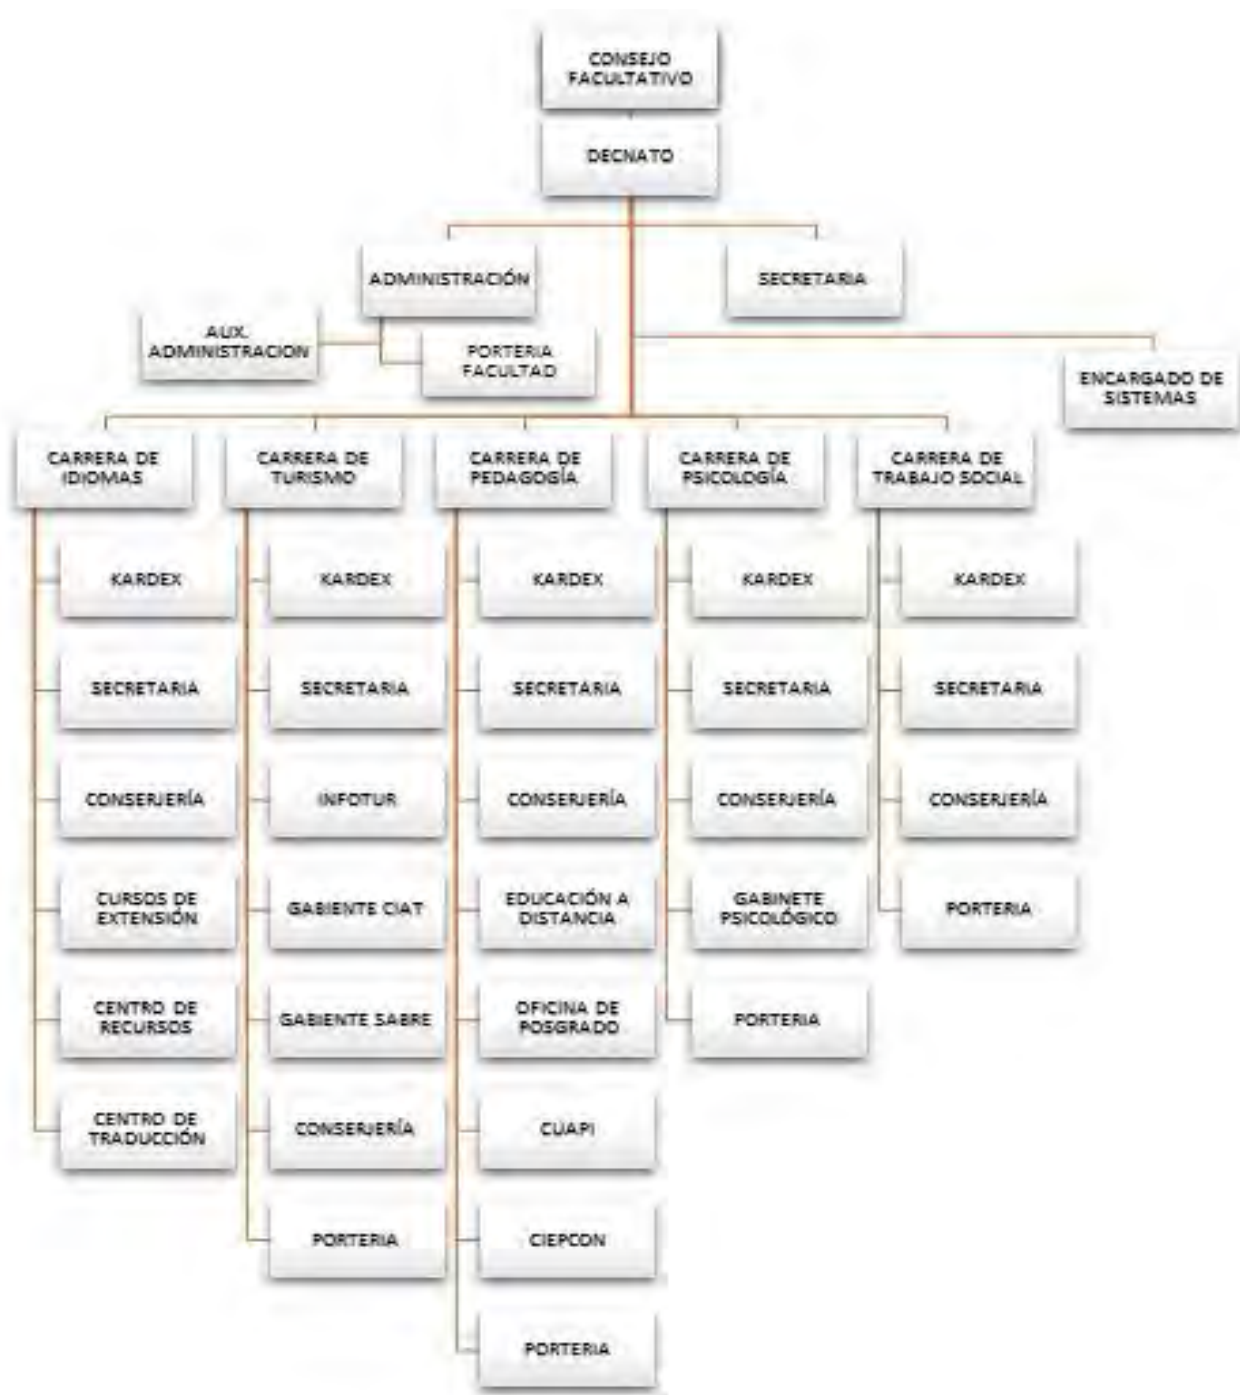 CONSEJO
FACULTATIVO
DECNATO
ADMINISTRACIÓN
SECRETARIA
AUX.
ADMINISTRACION
PORTERIA
FACULTAD
ENCARGADO DE
SISTEMAS
CARRERA DE
IDIOMAS
KARDEX
SECRETARIA
CONSERJERÍA
CURSOS DE
EXTENSIÓN
CENTRO DE
RECURSOS
CENTRO DE
TRADUCCIÓN
CARRERA DE
TURISMO
KARDEX
SECRETARIA
INFOTUR
GABIENTE CIAT
GABIENTE SABRE
CONSERJERÍA
PORTERIA
CARRERA DE
PEDAGOGÍA
KARDEX
SECRETARIA
CONSERJERÍA
EDUCACIÓN A
DISTANCIA
OFICINA DE
POSGRADO
CUAPI
CIEPCON
PORTERIA
CARRERA DE
PSICOLOGÍA
KARDEX
SECRETARIA
CONSERJERÍA
GABINETE
PSICOLÓGICO
PORTERIA
CARRERA DE
TRABAJO SOCIAL
KARDEX
SECRETARIA
CONSERJERÍA
PORTERIA